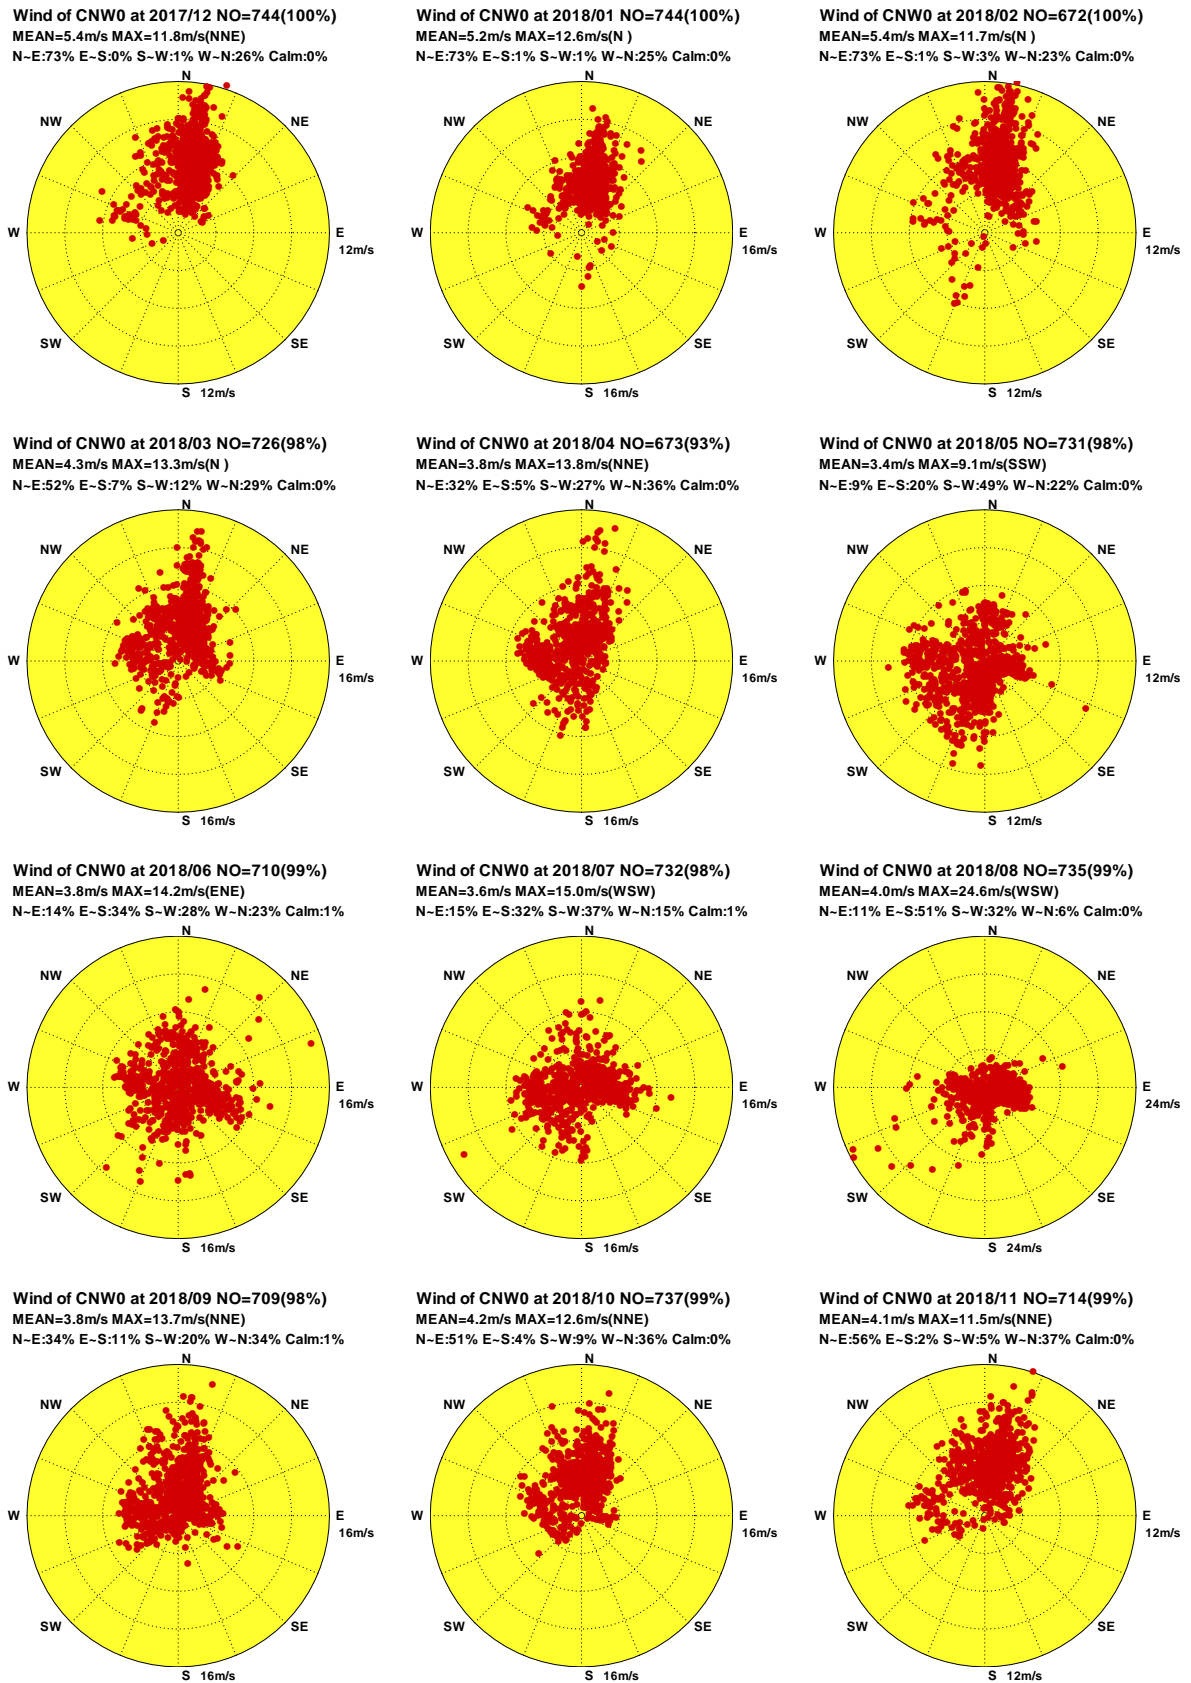 Wind of CNW0 at 2017/12 NO=744(100%)
MEAN=5.4m/s MAX=11.8m/s(NNE)
N~E:73% E~S:0% S~W:1% W~N:26% Calm:0%
N
NW
NE
W
E
12m/s
SW
SE
S 12m/s
Wind of CNW0 at 2018/01 NO=744(100%)
MEAN=5.2m/s MAX=12.6m/s(N )
N~E:73% E~S:1% S~W:1% W~N:25% Calm:0%
N
NW
NE
W
E
16m/s
SW
SE
S 16m/s
Wind of CNW0 at 2018/02 NO=672(100%)
MEAN=5.4m/s MAX=11.7m/s(N )
N~E:73% E~S:1% S~W:3% W~N:23% Calm:0%
N
NW
NE
W
E
12m/s
SW
SE
S 12m/s
Wind of CNW0 at 2018/03 NO=726(98%)
MEAN=4.3m/s MAX=13.3m/s(N )
N~E:52% E~S:7% S~W:12% W~N:29% Calm:0%
N
NW
NE
W
E
16m/s
SW
SE
S 16m/s
Wind of CNW0 at 2018/04 NO=673(93%)
MEAN=3.8m/s MAX=13.8m/s(NNE)
N~E:32% E~S:5% S~W:27% W~N:36% Calm:0%
N
NW
NE
W
E
16m/s
SW
SE
S 16m/s
Wind of CNW0 at 2018/05 NO=731(98%)
MEAN=3.4m/s MAX=9.1m/s(SSW)
N~E:9% E~S:20% S~W:49% W~N:22% Calm:0%
N
NW
NE
W
E
12m/s
SW
SE
S 12m/s
Wind of CNW0 at 2018/06 NO=710(99%)
MEAN=3.8m/s MAX=14.2m/s(ENE)
N~E:14% E~S:34% S~W:28% W~N:23% Calm:1%
N
NW
NE
W
E
16m/s
SW
SE
S 16m/s
Wind of CNW0 at 2018/07 NO=732(98%)
MEAN=3.6m/s MAX=15.0m/s(WSW)
N~E:15% E~S:32% S~W:37% W~N:15% Calm:1%
N
NW
NE
W
E
16m/s
SW
SE
S 16m/s
Wind of CNW0 at 2018/08 NO=735(99%)
MEAN=4.0m/s MAX=24.6m/s(WSW)
N~E:11% E~S:51% S~W:32% W~N:6% Calm:0%
N
NW
NE
W
E
24m/s
SW
SE
S 24m/s
Wind of CNW0 at 2018/09 NO=709(98%)
MEAN=3.8m/s MAX=13.7m/s(NNE)
N~E:34% E~S:11% S~W:20% W~N:34% Calm:1%
N
NW
NE
W
E
16m/s
SW
SE
S 16m/s
Wind of CNW0 at 2018/10 NO=737(99%)
MEAN=4.2m/s MAX=12.6m/s(NNE)
N~E:51% E~S:4% S~W:9% W~N:36% Calm:0%
N
NW
NE
W
E
16m/s
SW
SE
S 16m/s
Wind of CNW0 at 2018/11 NO=714(99%)
MEAN=4.1m/s MAX=11.5m/s(NNE)
N~E:56% E~S:2% S~W:5% W~N:37% Calm:0%
N
NW
NE
W
E
12m/s
SW
SE
S 12m/s